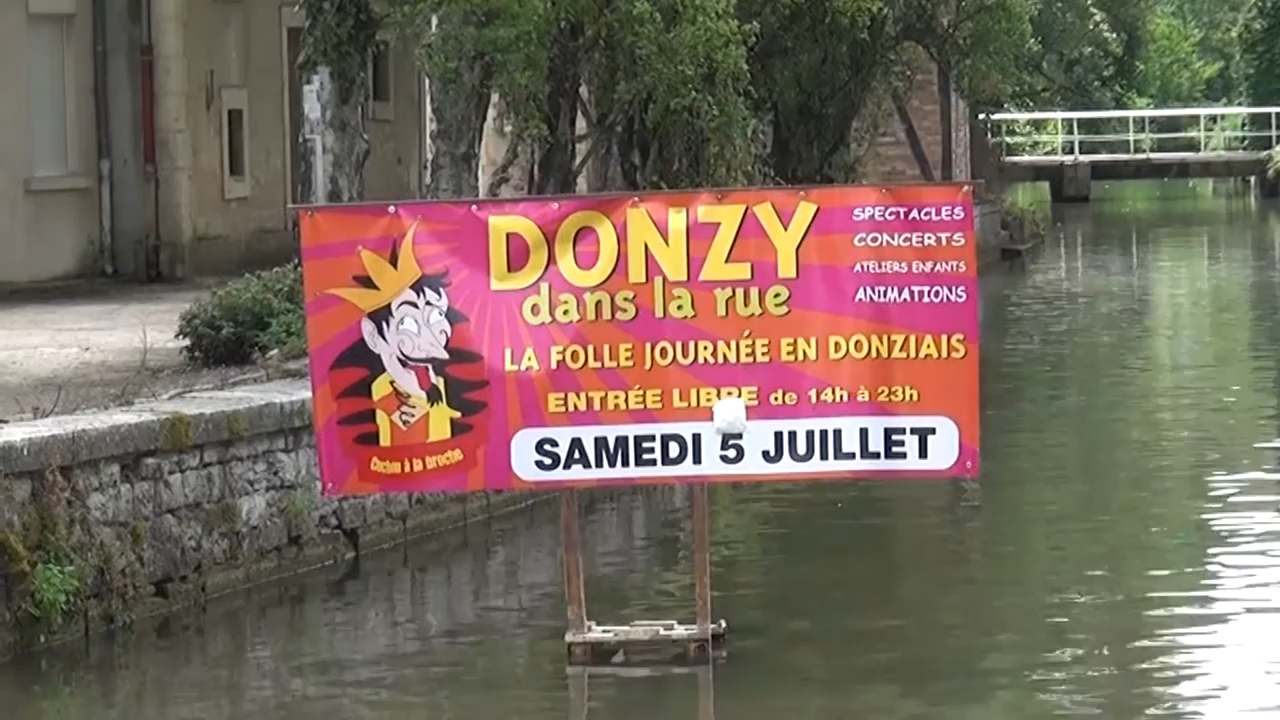 DONZY
dans la rue
SPECTACLES
CONCERTS
ATELIERS ENFANTS
ANIMATIONS
LA FOLLE JOURNÉE EN DONZIAIS
ENTRÉE LIBRE de 14h à 23h
SAMEDI 5 JUILLET
Cochon à la broche